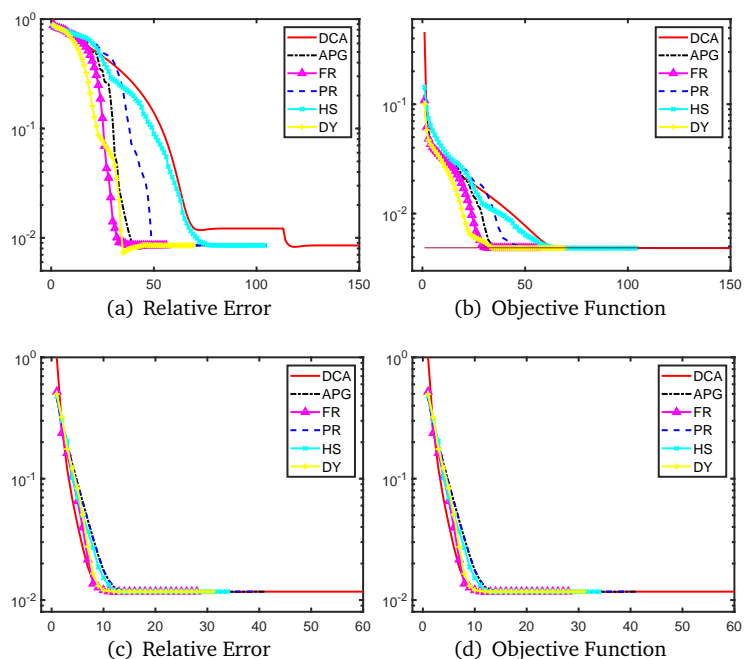 10^0
10^-1
10^-2
0 50 100 150
DCA
APG
FR
PR
HS
DY
(a) Relative Error
10^-1
10^-2
0 50 100 150
DCA
APG
FR
PR
HS
DY
(b) Objective Function
10^0
10^-1
10^-2
0 10 20 30 40 50 60
DCA
APG
FR
PR
HS
DY
(c) Relative Error
10^0
10^-1
10^-2
0 10 20 30 40 50 60
DCA
APG
FR
PR
HS
DY
(d) Objective Function